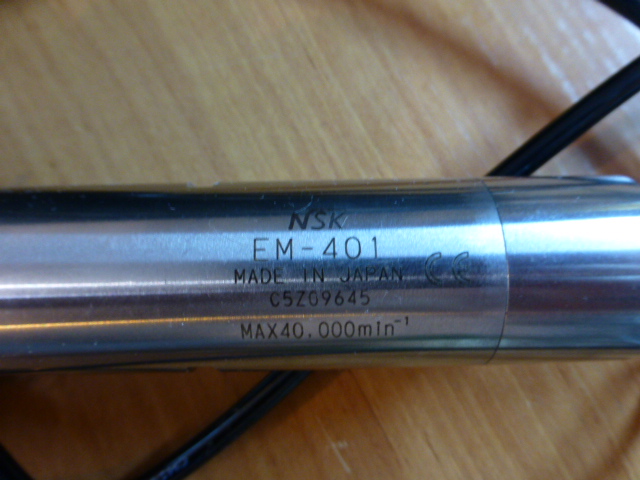 NSK
EM-401
MADE IN JAPAN CE
C5Z09645
MAX40,000min⁻¹